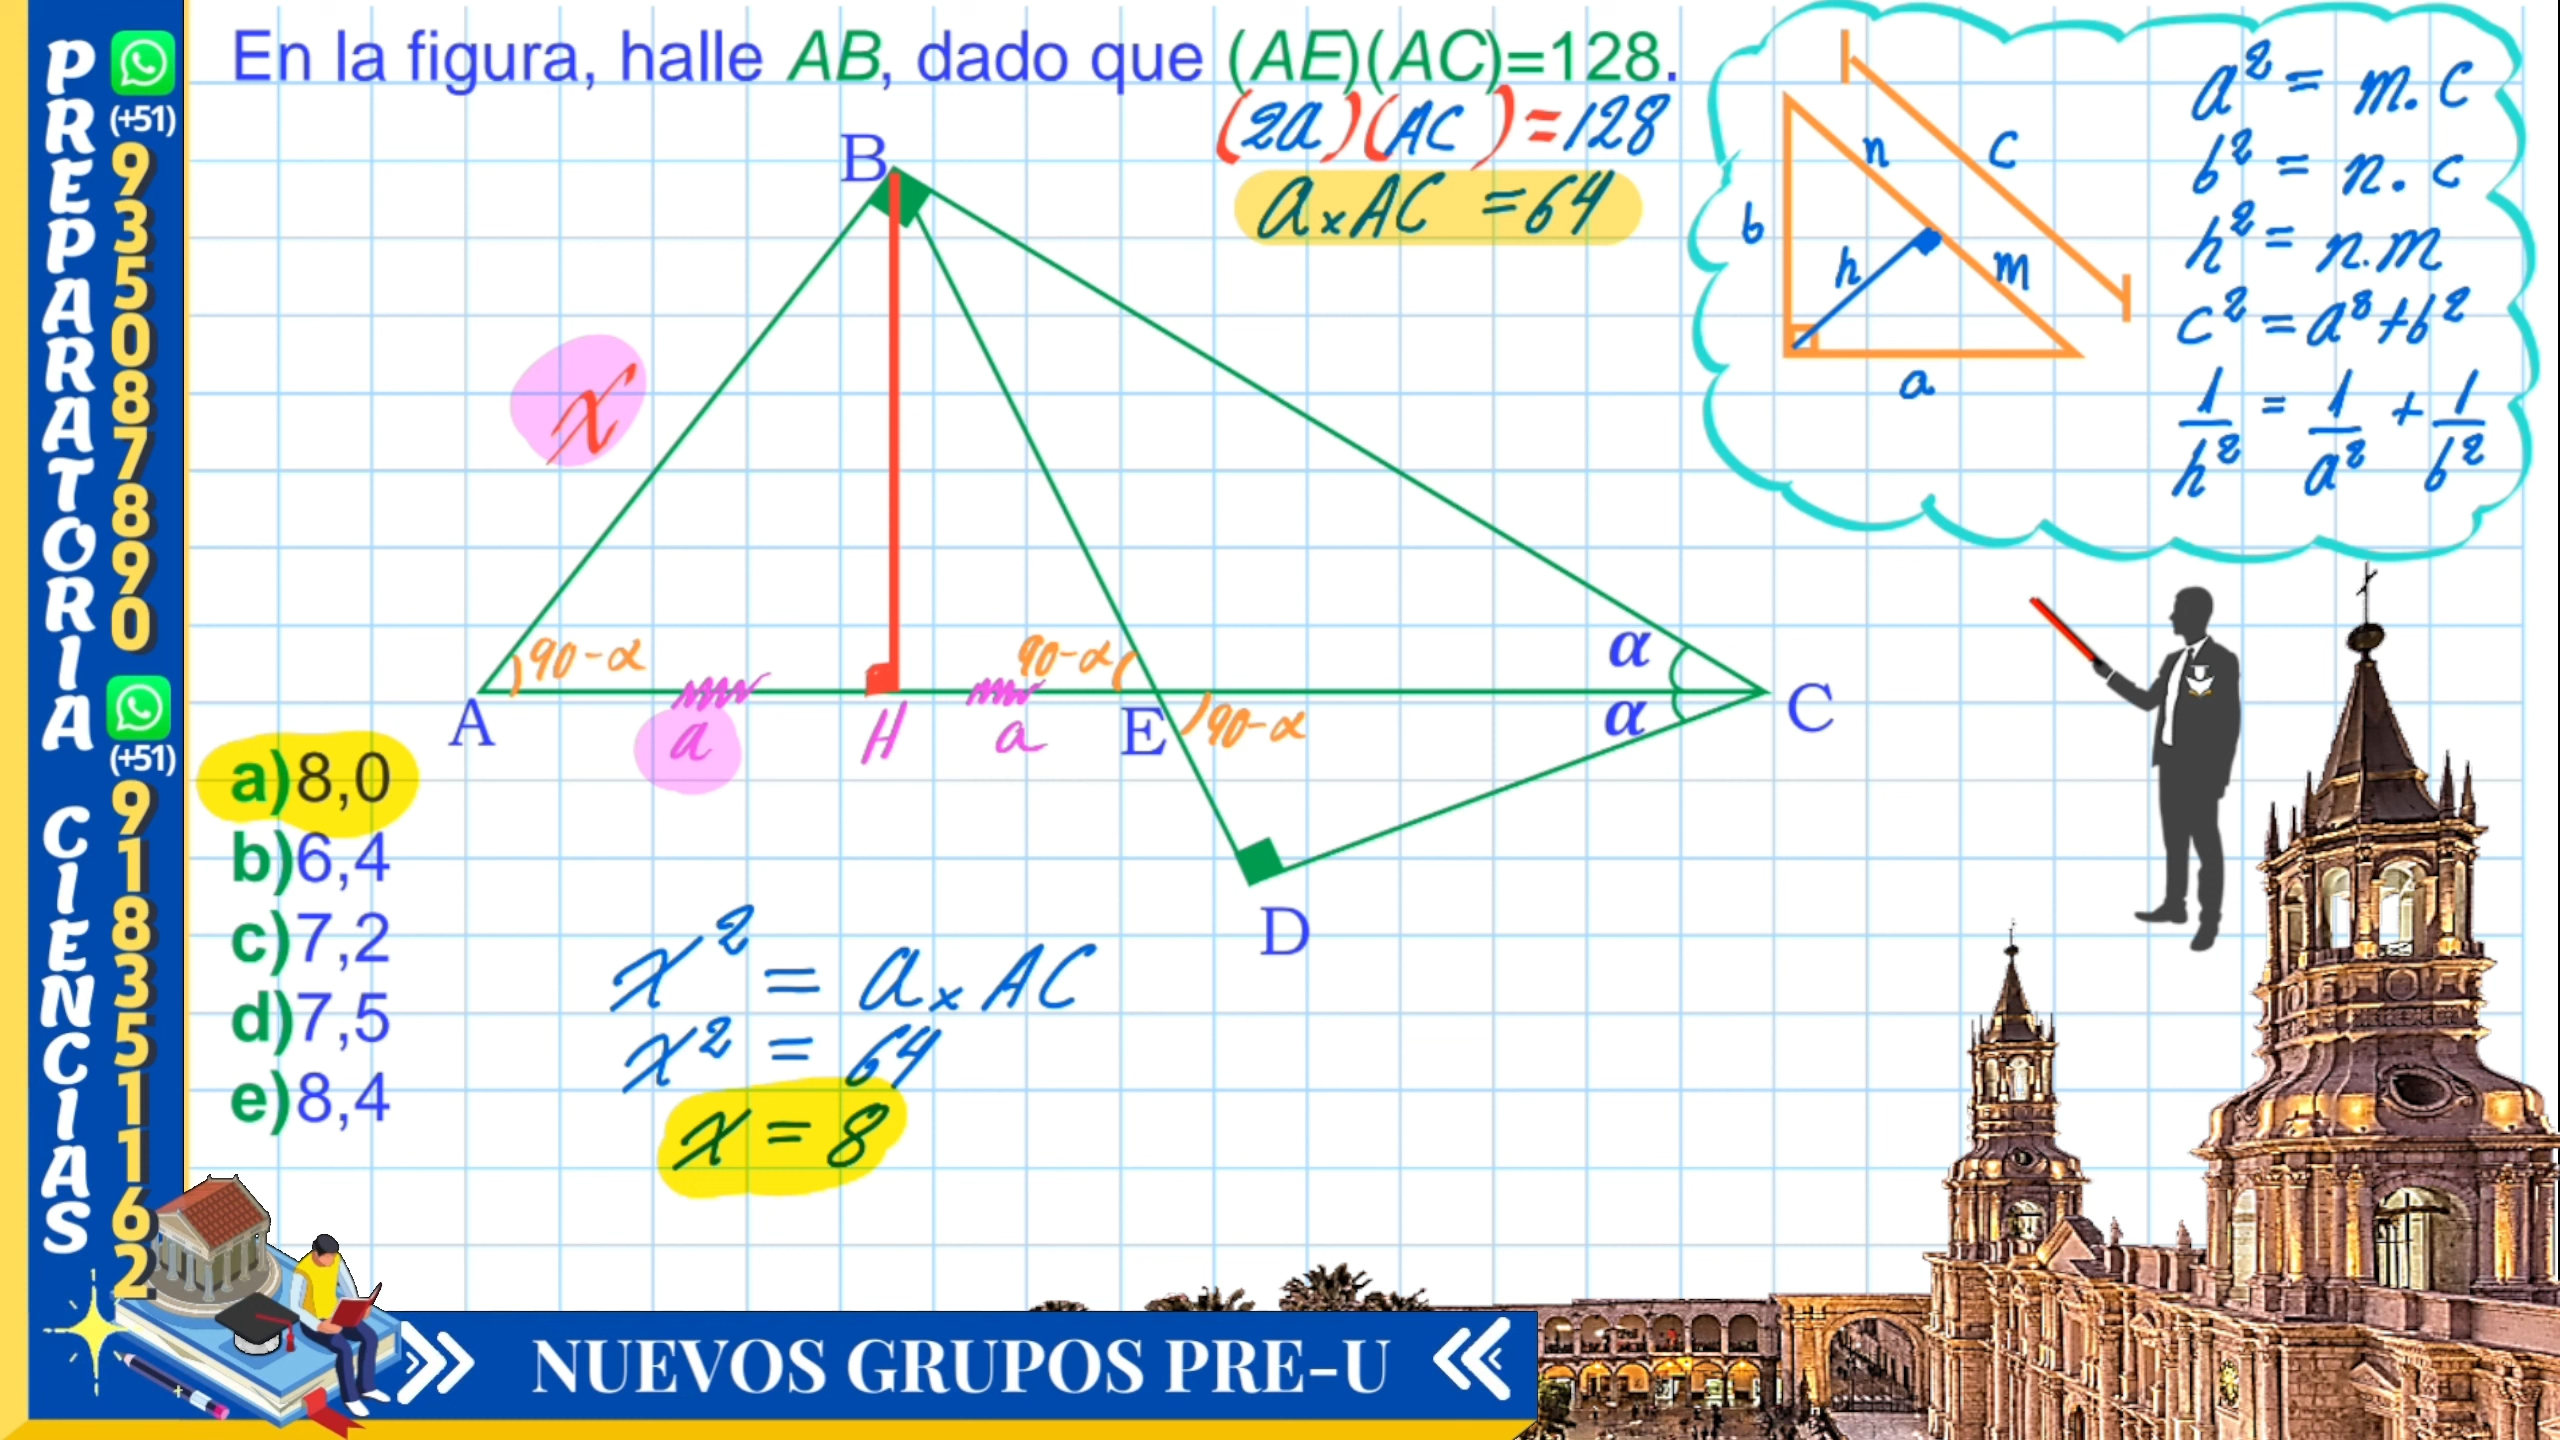 PREPARATORIA CIENCIAS
(+51)
935087890
(+51)
918351162
En la figura, halle AB, dado que (AE)(AC)=128.
(2a)(AC)=128
a x AC = 64
B
x
90-α
90-α
α
α
A
a
H
a
E
90-α
C
D
a)8,0
b)6,4
c)7,2
d)7,5
e)8,4
x² = a x AC
x² = 64
x = 8
n
c
b
h
m
a
a² = m.c
b² = n.c
h² = n.m
c² = a²+b²
1/h² = 1/a² + 1/b²
NUEVOS GRUPOS PRE-U